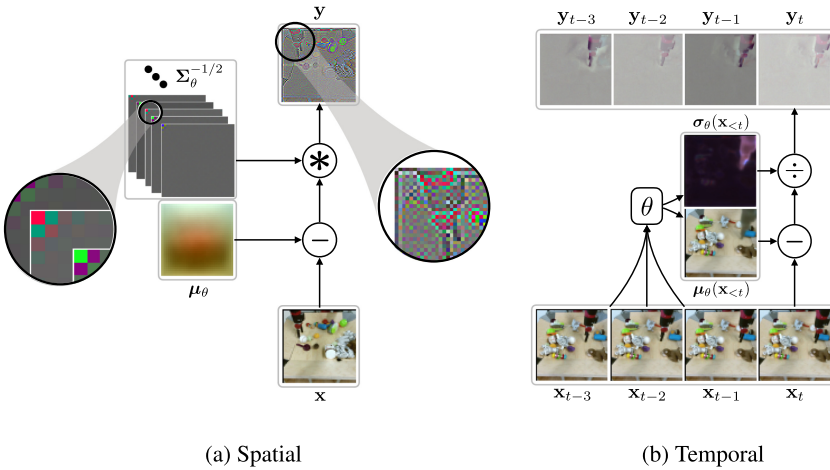 y
Σ_θ^{-1/2}
*
−
μ_θ
x
(a) Spatial
y_{t−3} y_{t−2} y_{t−1} y_t
σ_θ(x_{<t})
÷
θ
−
μ_θ(x_{<t})
x_{t−3} x_{t−2} x_{t−1} x_t
(b) Temporal